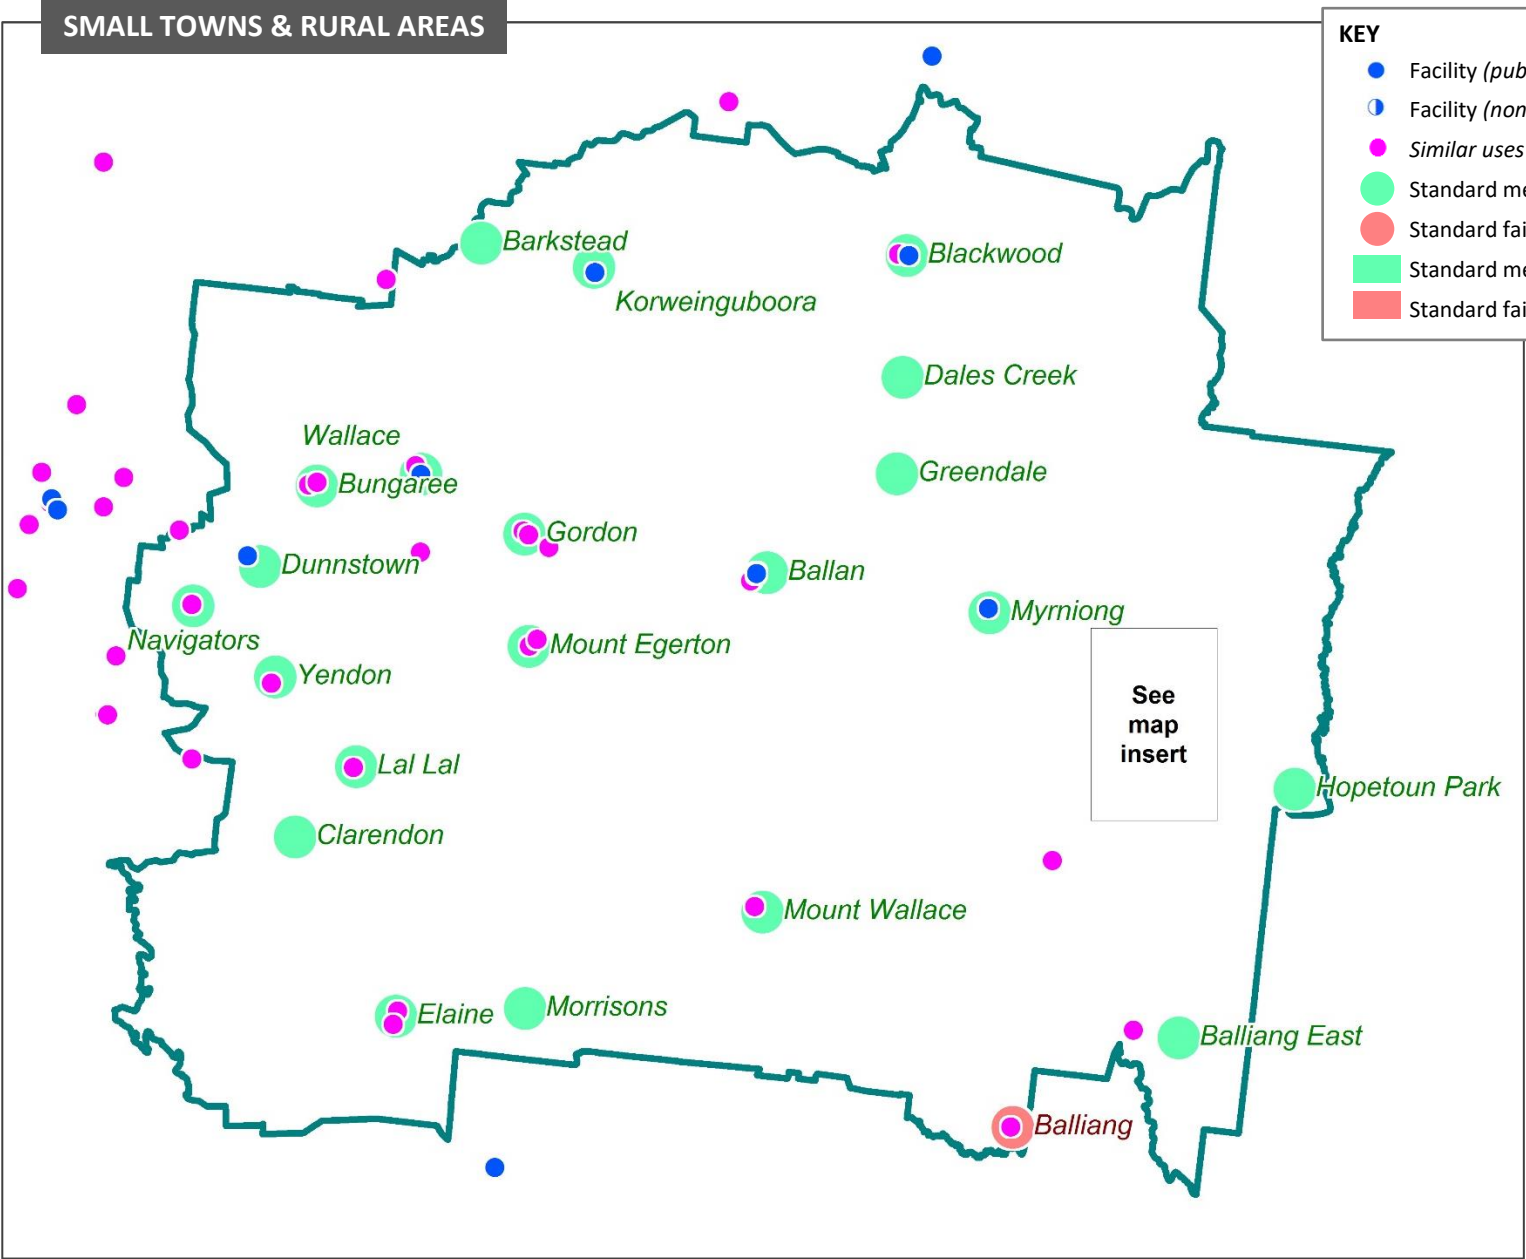 SMALL TOWNS & RURAL AREAS
KEY
Facility (pub
Facility (non
Similar uses
Standard me
Standard fai
Standard me
Standard fai
Barkstead
Korweinguboora
Blackwood
Dales Creek
Wallace
Bungaree
Greendale
Gordon
Dunnstown
Ballan
Myrniong
Navigators
Mount Egerton
Yendon
See
map
insert
Lal Lal
Hopetoun Park
Clarendon
Mount Wallace
Elaine
Morrisons
Balliang East
Balliang